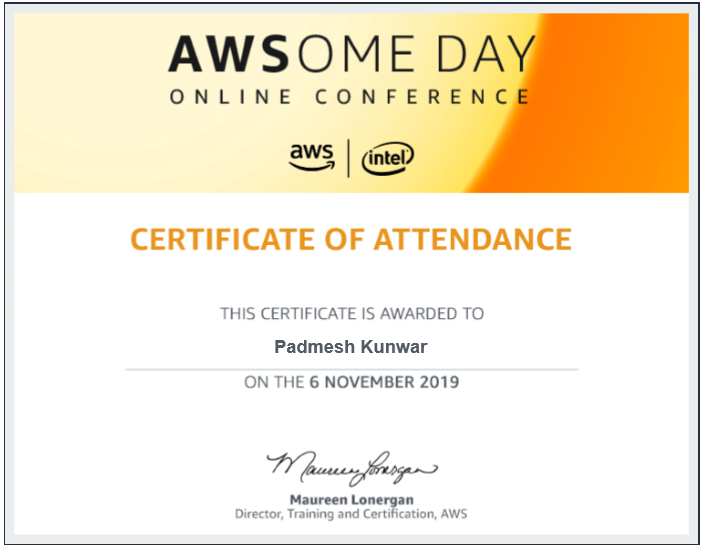 AWSOME DAY
ONLINE CONFERENCE
aws | intel
CERTIFICATE OF ATTENDANCE
THIS CERTIFICATE IS AWARDED TO
Padmesh Kunwar
ON THE 6 NOVEMBER 2019
Maureen Lonergan
Maureen Lonergan
Director, Training and Certification, AWS